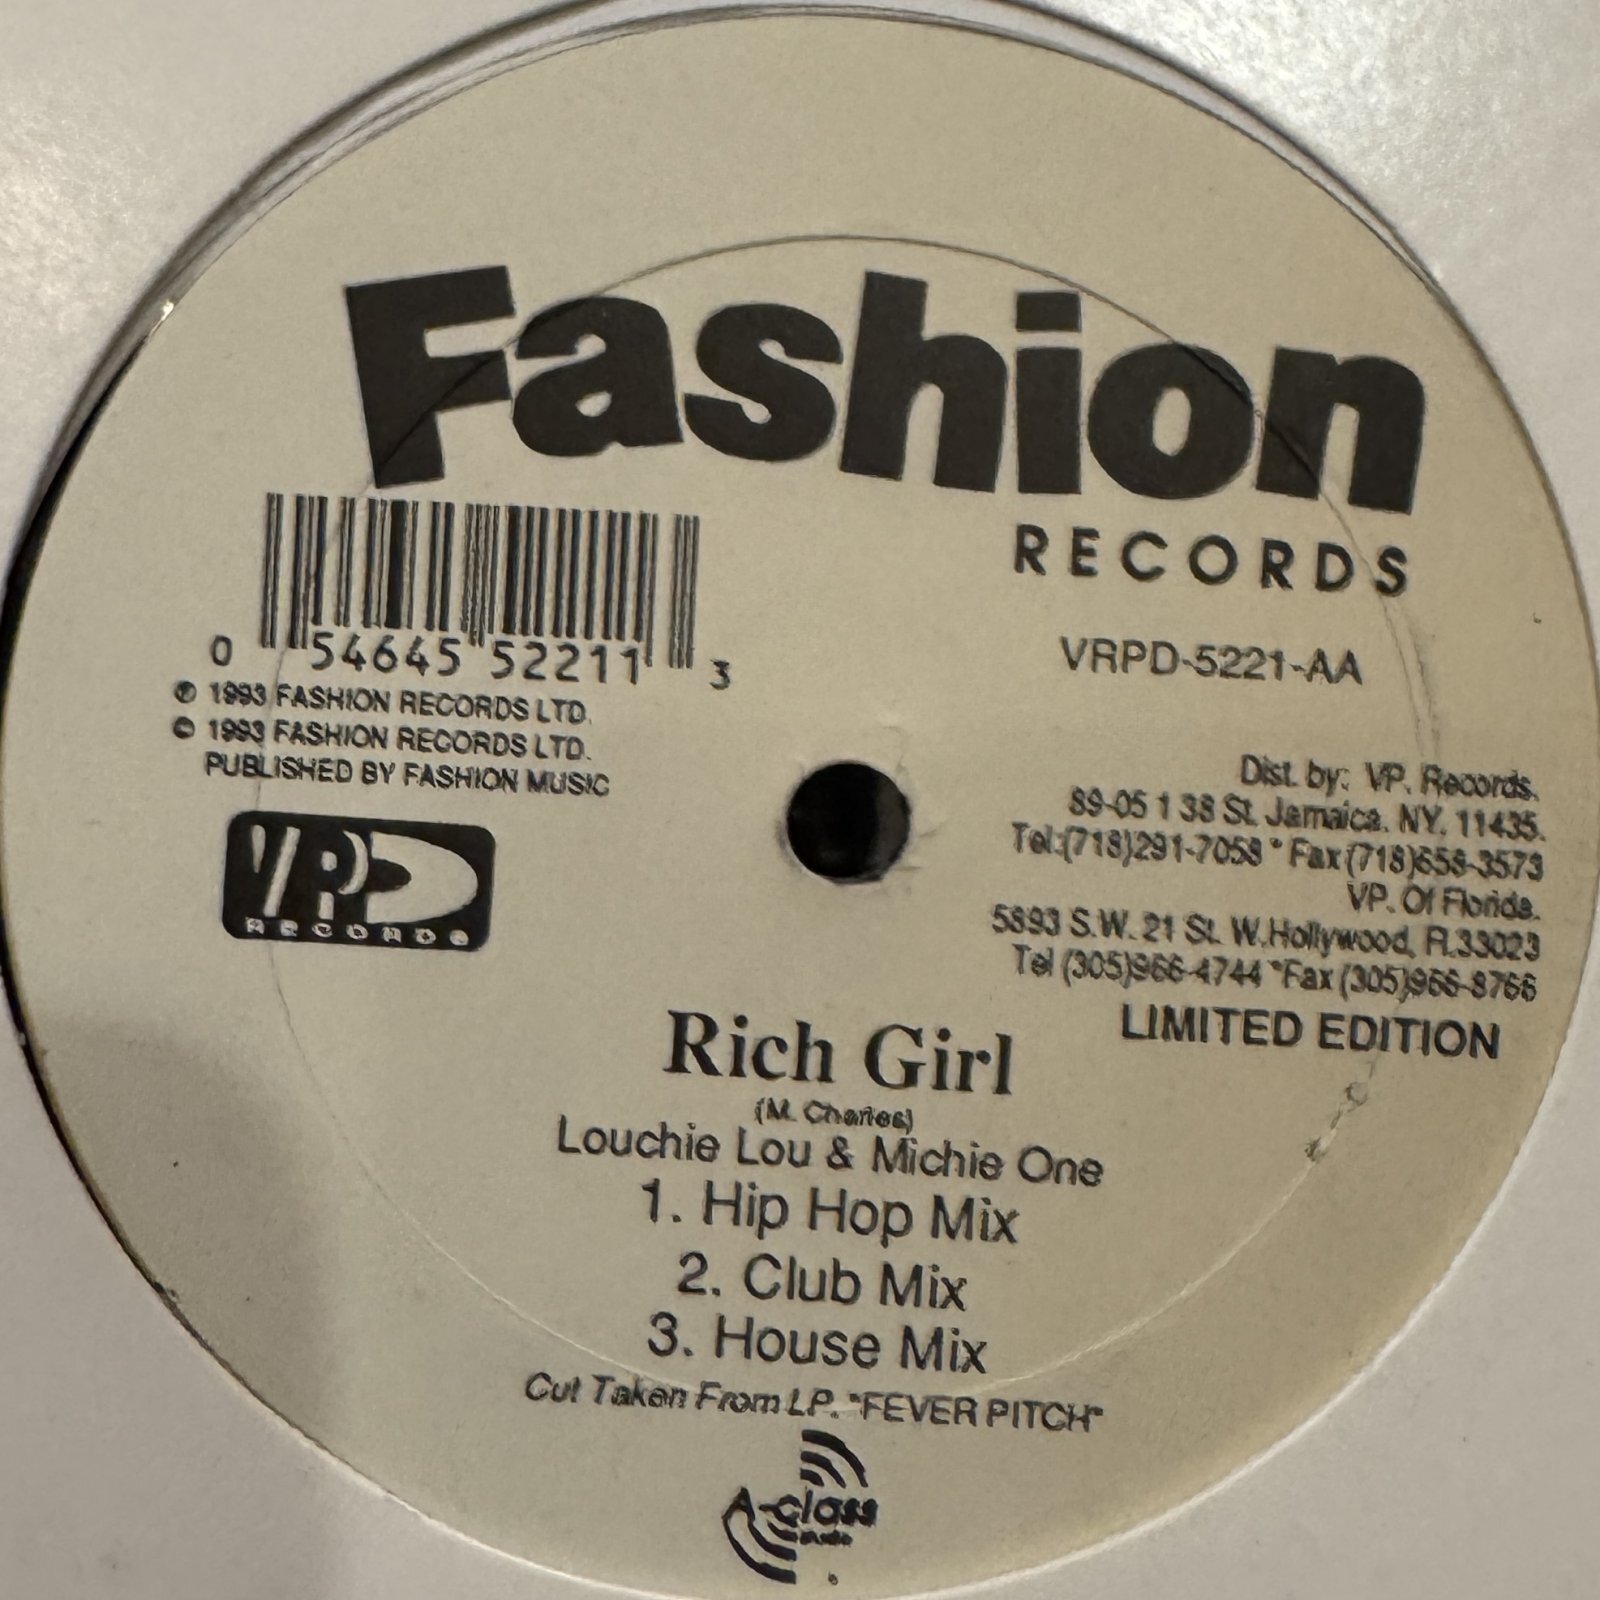 Fashion
RECORDS
0 54645 52211 3
VRPD-5221-AA
℗ 1993 FASHION RECORDS LTD.
© 1993 FASHION RECORDS LTD.
PUBLISHED BY FASHION MUSIC
VP
RECORDS
Dist. by: VP. Records.
89-05 138 St. Jamaica. NY. 11435.
Tel:(718)291-7058 * Fax (718)658-3573
VP. Of Florida.
5893 S.W. 21 St. W.Hollywood, Fl.33023
Tel (305)966-4744 *Fax (305)966-8766
LIMITED EDITION
Rich Girl
(M. Charles)
Louchie Lou & Michie One
1. Hip Hop Mix
2. Club Mix
3. House Mix
Cut Taken From LP. "FEVER PITCH"
A-class
studio